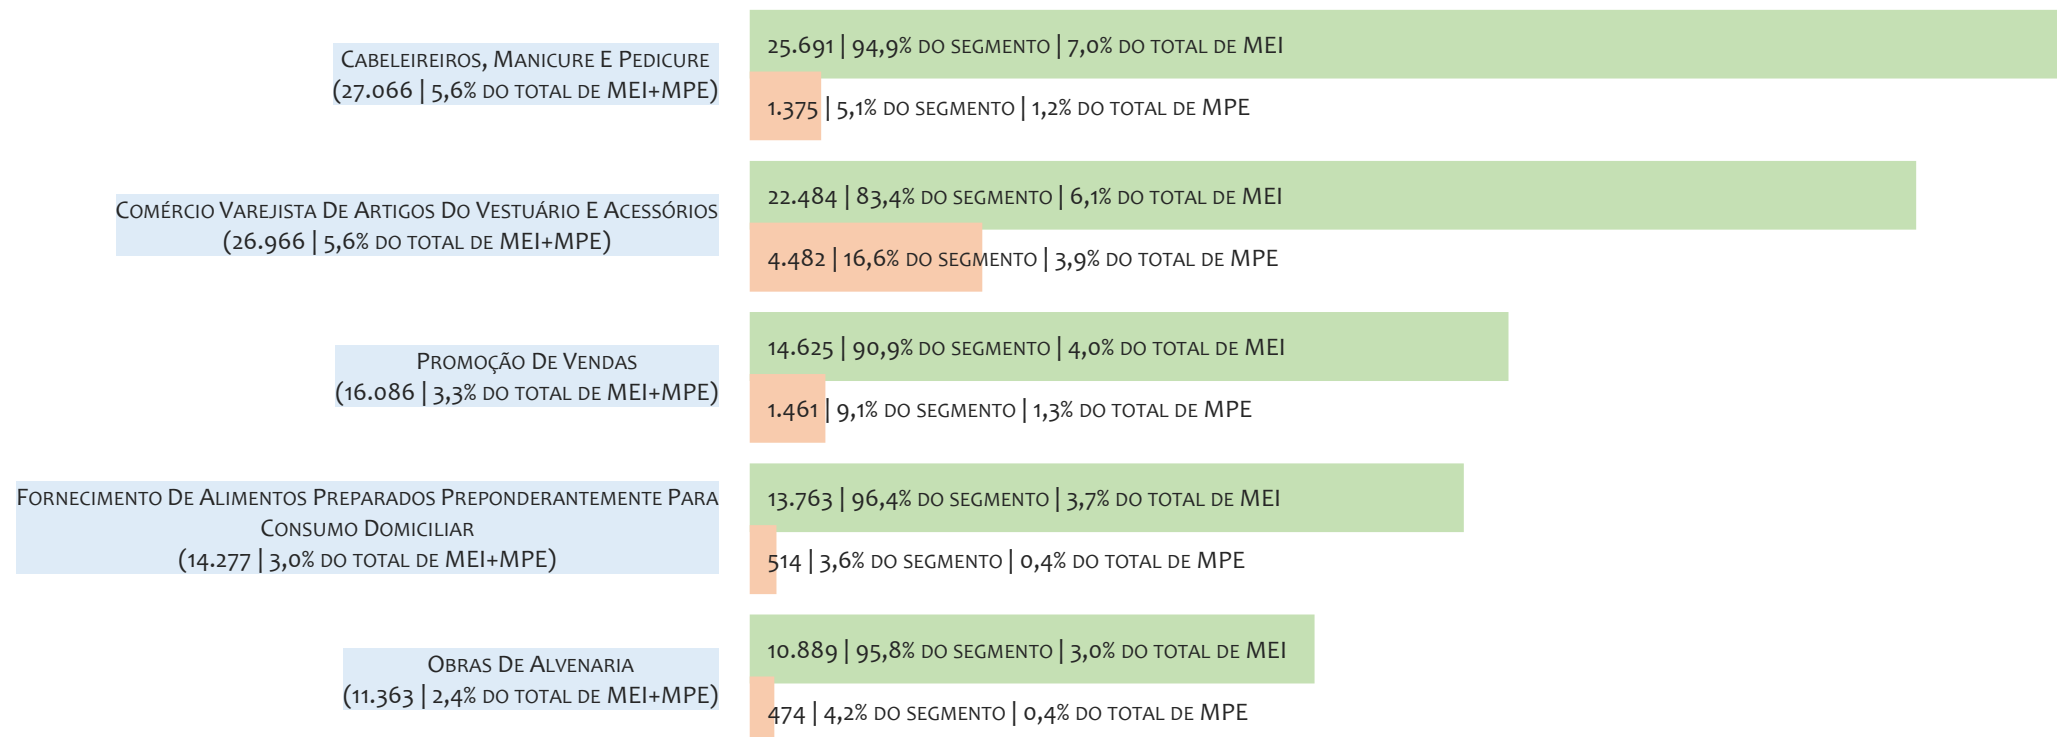 Cabeleireiros, Manicure E Pedicure
(27.066 | 5,6% do total de MEI+MPE)
25.691 | 94,9% do segmento | 7,0% do total de MEI
1.375 | 5,1% do segmento | 1,2% do total de MPE
Comércio Varejista De Artigos Do Vestuário E Acessórios
(26.966 | 5,6% do total de MEI+MPE)
22.484 | 83,4% do segmento | 6,1% do total de MEI
4.482 | 16,6% do segmento | 3,9% do total de MPE
Promoção De Vendas
(16.086 | 3,3% do total de MEI+MPE)
14.625 | 90,9% do segmento | 4,0% do total de MEI
1.461 | 9,1% do segmento | 1,3% do total de MPE
Fornecimento De Alimentos Preparados Preponderantemente Para
Consumo Domiciliar
(14.277 | 3,0% do total de MEI+MPE)
13.763 | 96,4% do segmento | 3,7% do total de MEI
514 | 3,6% do segmento | 0,4% do total de MPE
Obras De Alvenaria
(11.363 | 2,4% do total de MEI+MPE)
10.889 | 95,8% do segmento | 3,0% do total de MEI
474 | 4,2% do segmento | 0,4% do total de MPE